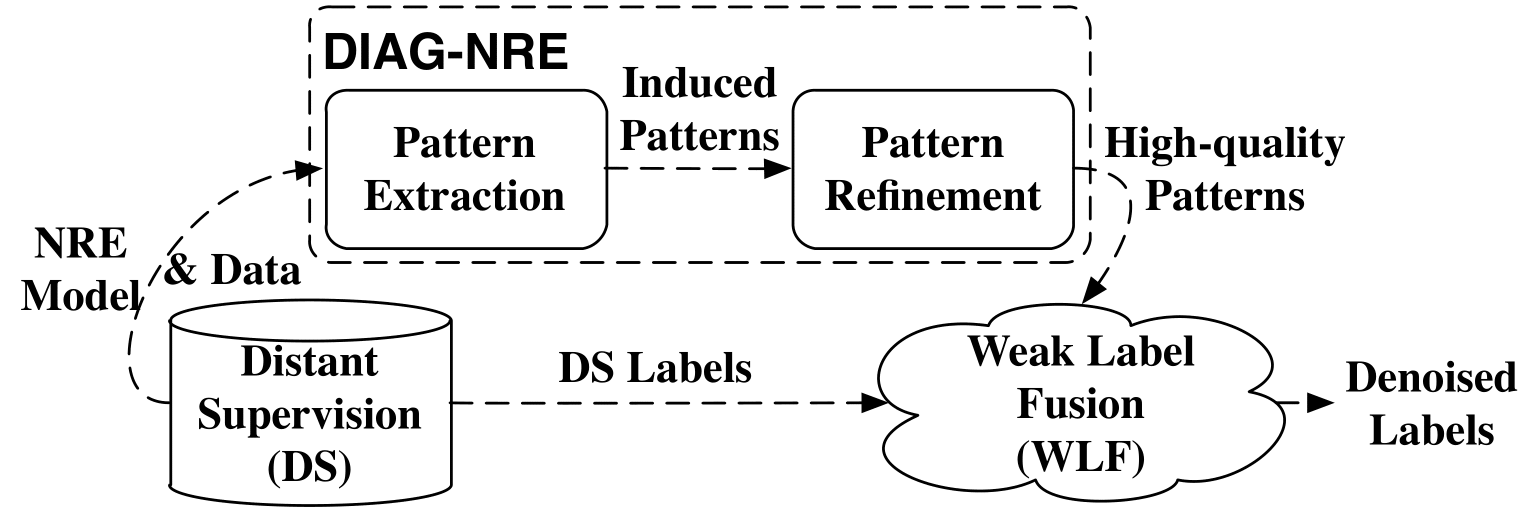 DIAG-NRE
Pattern
Extraction
Induced
Patterns
Pattern
Refinement
High-quality
Patterns
NRE
Model
& Data
Distant
Supervision
(DS)
DS Labels
Weak Label
Fusion
(WLF)
Denoised
Labels